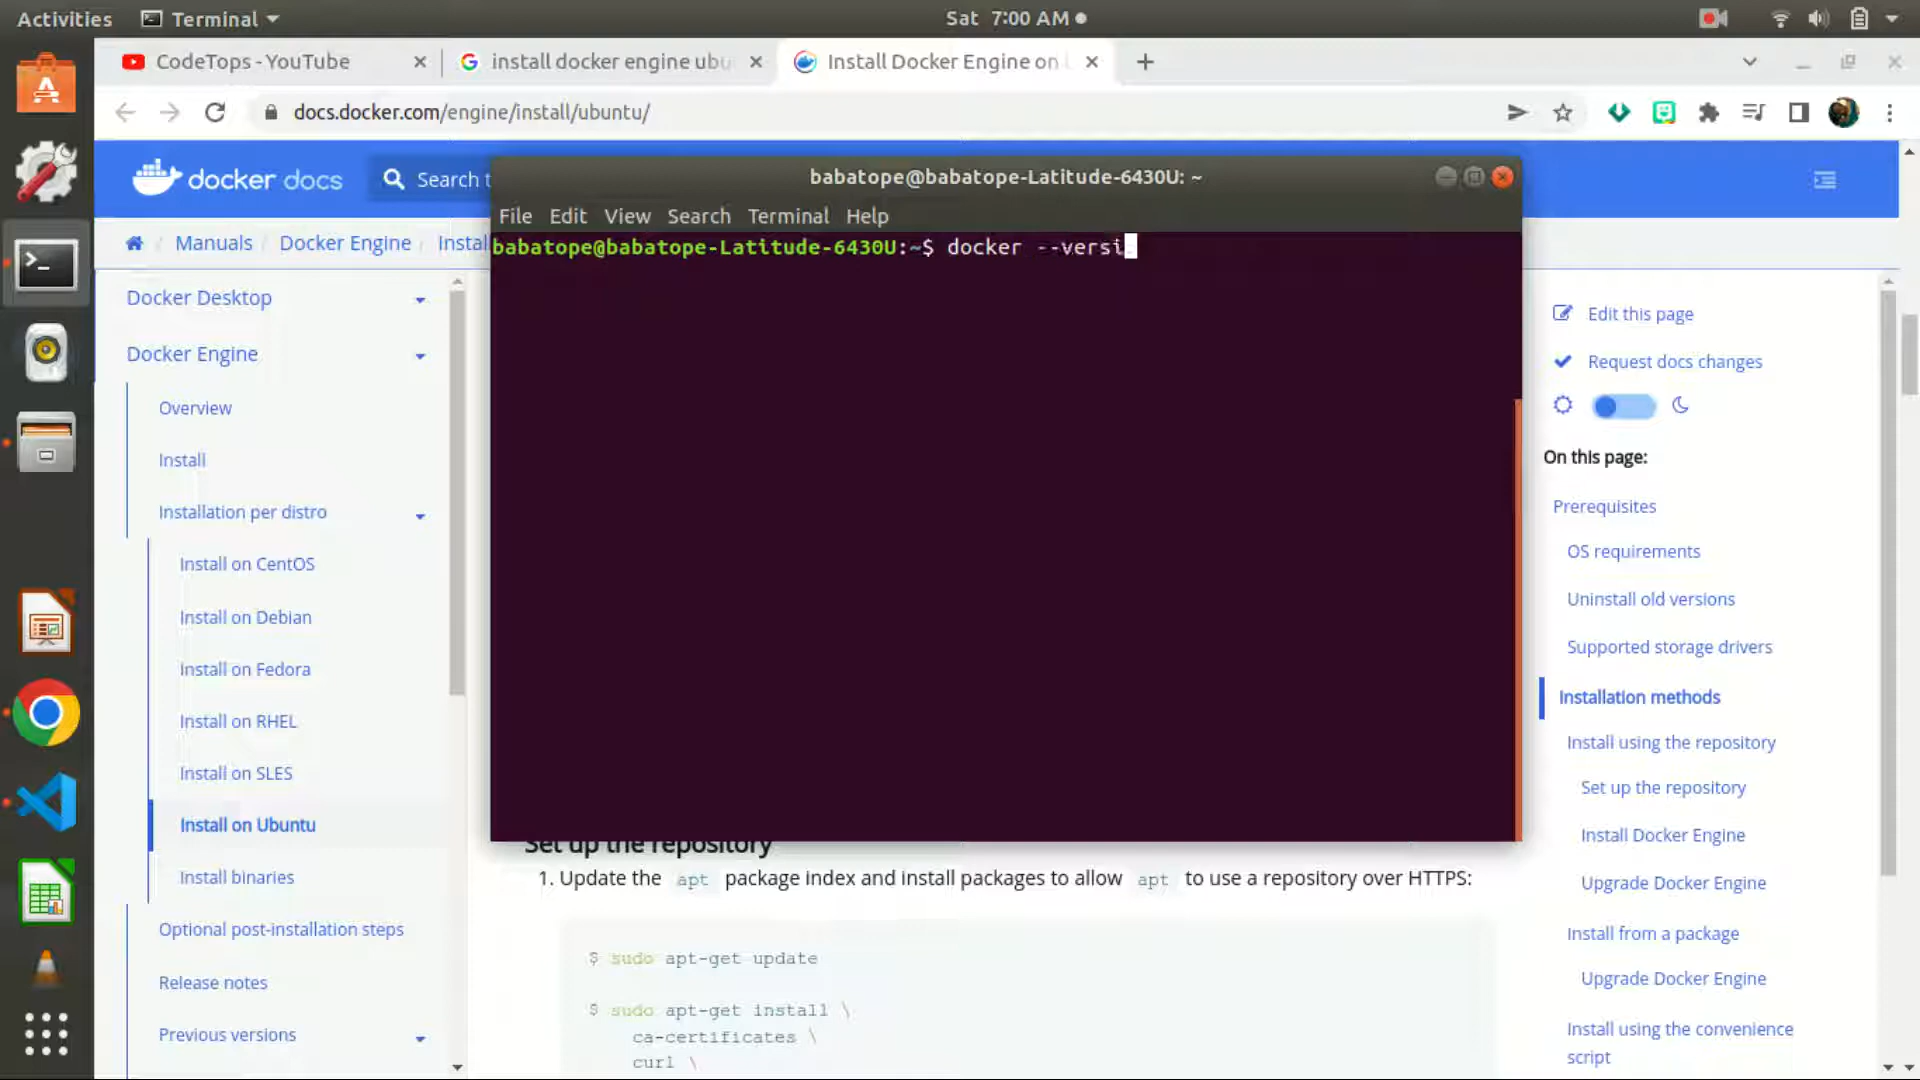 Activities
Terminal
Sat 7:00 AM
CodeTops - YouTube
install docker engine ubu
Install Docker Engine on
docs.docker.com/engine/install/ubuntu/
docker docs
Search t
babatope@babatope-Latitude-6430U: ~
File Edit View Search Terminal Help
babatope@babatope-Latitude-6430U:~$ docker --versi
Manuals / Docker Engine / Instal
Docker Desktop
Docker Engine
Overview
Install
Installation per distro
Install on CentOS
Install on Debian
Install on Fedora
Install on RHEL
Install on SLES
Install on Ubuntu
Install binaries
Optional post-installation steps
Release notes
Previous versions
Set up the repository
1. Update the apt package index and install packages to allow apt to use a repository over HTTPS:
$ sudo apt-get update
$ sudo apt-get install \
ca-certificates \
curl \
Edit this page
Request docs changes
On this page:
Prerequisites
OS requirements
Uninstall old versions
Supported storage drivers
Installation methods
Install using the repository
Set up the repository
Install Docker Engine
Upgrade Docker Engine
Install from a package
Upgrade Docker Engine
Install using the convenience
script